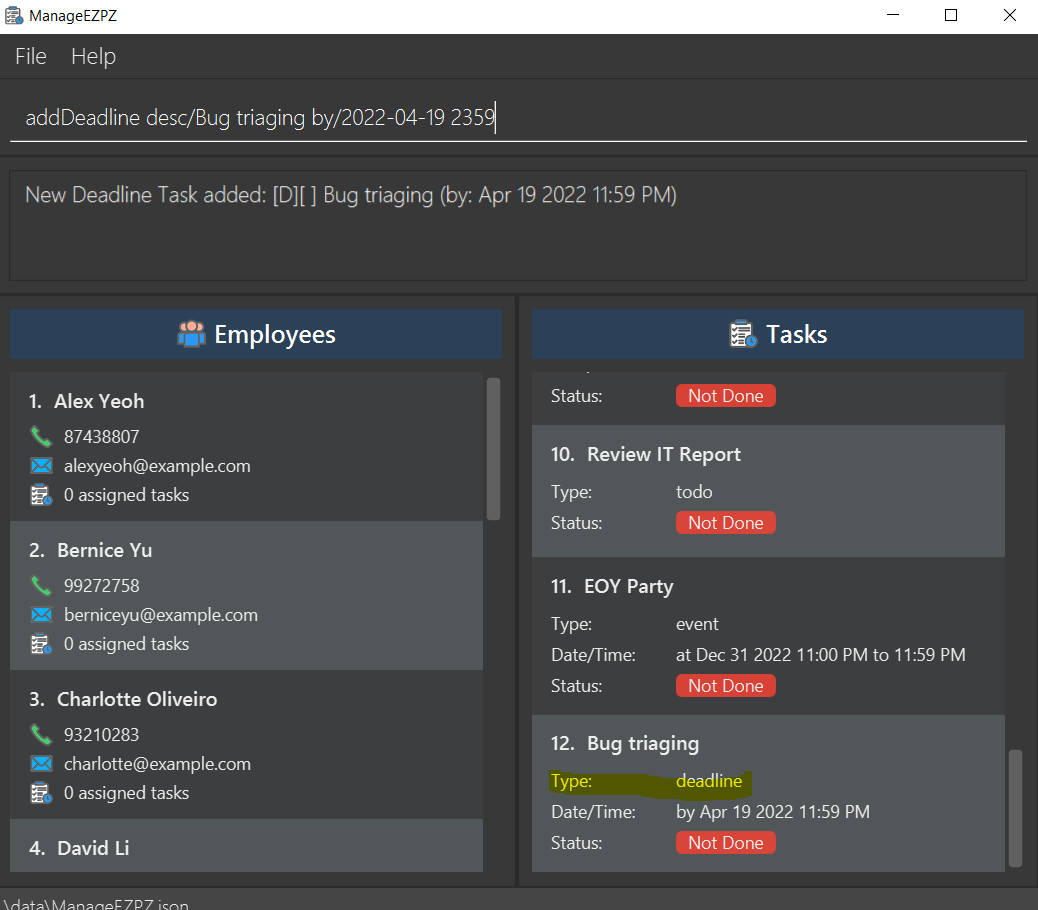 ManageEZPZ
File Help
addDeadline desc/Bug triaging by/2022-04-19 2359
New Deadline Task added: [D][ ] Bug triaging (by: Apr 19 2022 11:59 PM)
Employees
1. Alex Yeoh
87438807
alexyeoh@example.com
0 assigned tasks
2. Bernice Yu
99272758
berniceyu@example.com
0 assigned tasks
3. Charlotte Oliveiro
93210283
charlotte@example.com
0 assigned tasks
4. David Li
Tasks
Status: Not Done
10. Review IT Report
Type: todo
Status: Not Done
11. EOY Party
Type: event
Date/Time: at Dec 31 2022 11:00 PM to 11:59 PM
Status: Not Done
12. Bug triaging
Type: deadline
Date/Time: by Apr 19 2022 11:59 PM
Status: Not Done
.\data\ManageEZPZ.json